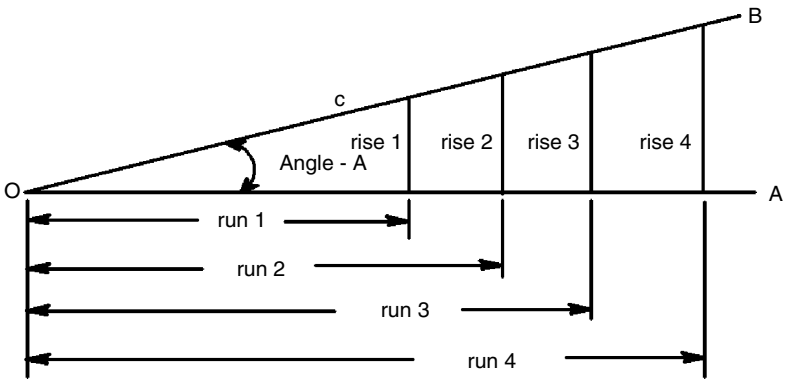 B
c
rise 1 rise 2 rise 3 rise 4
Angle - A
O
A
run 1
run 2
run 3
run 4